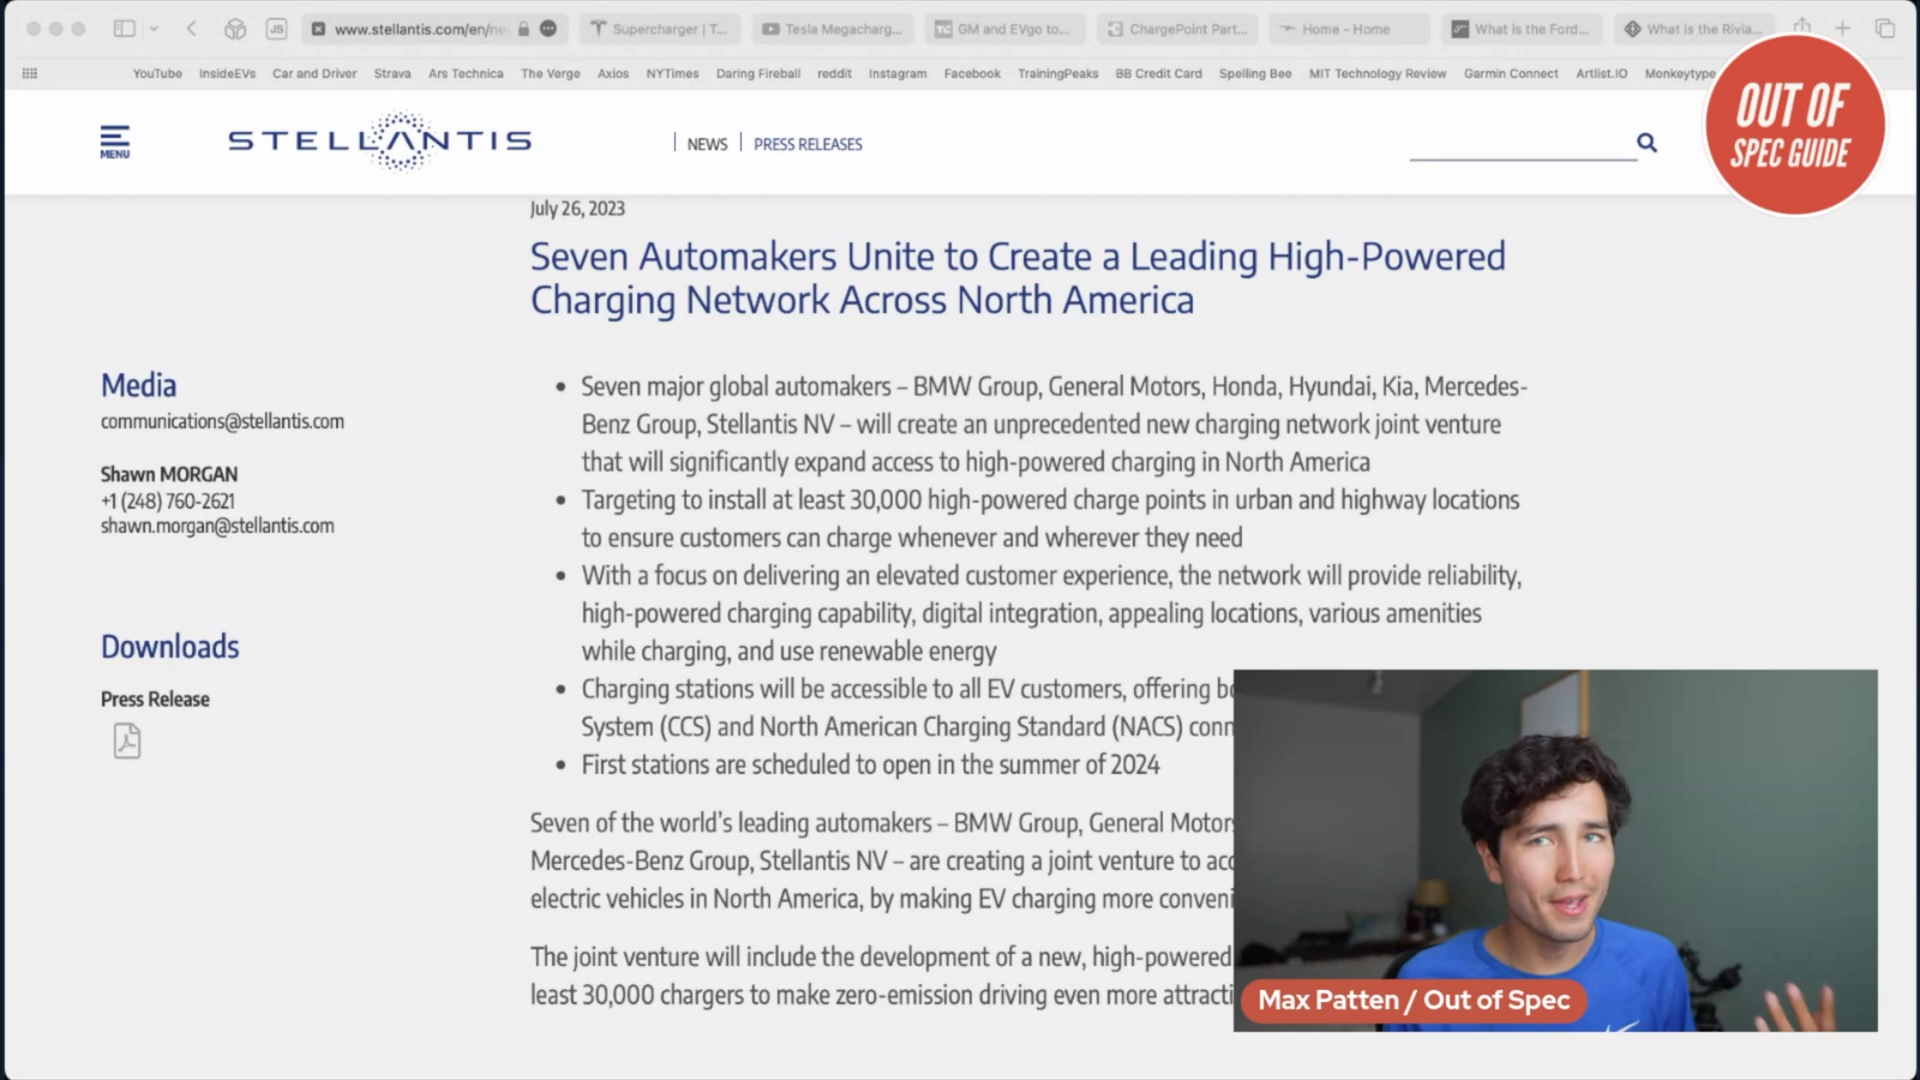 www.stellantis.com/en/ne
Supercharger | T...
Tesla Megacharg...
GM and EVgo to...
ChargePoint Part...
Home - Home
What is the Ford...
What is the Rivia...
YouTube
InsideEVs
Car and Driver
Strava
Ars Technica
The Verge
Axios
NYTimes
Daring Fireball
reddit
Instagram
Facebook
TrainingPeaks
BB Credit Card
Spelling Bee
MIT Technology Review
Garmin Connect
Artlist.IO
Monkeytype
OUT OF
SPEC GUIDE
MENU
STELLANTIS
NEWS
PRESS RELEASES
July 26, 2023
Seven Automakers Unite to Create a Leading High-Powered
Charging Network Across North America
Media
communications@stellantis.com
Shawn MORGAN
+1 (248) 760-2621
shawn.morgan@stellantis.com
Downloads
Press Release
• Seven major global automakers – BMW Group, General Motors, Honda, Hyundai, Kia, Mercedes-
Benz Group, Stellantis NV – will create an unprecedented new charging network joint venture
that will significantly expand access to high-powered charging in North America
• Targeting to install at least 30,000 high-powered charge points in urban and highway locations
to ensure customers can charge whenever and wherever they need
• With a focus on delivering an elevated customer experience, the network will provide reliability,
high-powered charging capability, digital integration, appealing locations, various amenities
while charging, and use renewable energy
• Charging stations will be accessible to all EV customers, offering
System (CCS) and North American Charging Standard (NACS)
• First stations are scheduled to open in the summer of 2024
Seven of the world's leading automakers – BMW Group, General
Mercedes-Benz Group, Stellantis NV – are creating a joint venture to
electric vehicles in North America, by making EV charging more
The joint venture will include the development of a new, high-powered
least 30,000 chargers to make zero-emission driving even more
Max Patten / Out of Spec